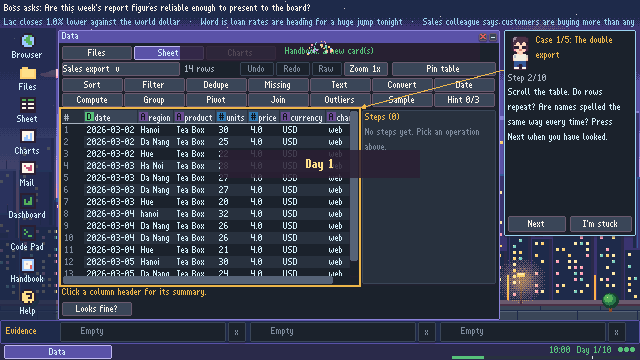 Boss asks: Are this week's report figures reliable enough to present to the board?
Lac closes 1.0% lower against the world dollar · Word is loan rates are heading for a huge jump tonight · Sales colleague says customers are buying more than any
Data
Files
Sheet
Charts
Handbook: new card(s)
Sales export v
14 rows
Undo
Redo
Raw
Zoom 1x
Pin table
Sort
Filter
Dedupe
Missing
Text
Convert
Date
Compute
Group
Pivot
Join
Outliers
Sample
Hint 0/3
# D date A region A product # units # price A currency A chan
1 2026-03-02 Hanoi Tea Box 30 4.0 USD web
2 2026-03-02 Da Nang Tea Box 25 4.0 USD web
3 2026-03-02 Hue Tea Box 4.0 USD web
4 2026-03-03 Ha Noi Tea Box 4.0 USD web
5 2026-03-03 Da Nang Tea Box 27 4.0 USD web
6 2026-03-03 Da Nang Tea Box 27 4.0 USD web
7 2026-03-03 Hue Tea Box 20 4.0 USD web
8 2026-03-04 hanoi Tea Box 32 4.0 USD web
9 2026-03-04 Da Nang Tea Box 26 4.0 USD web
10 2026-03-04 Da Nang Tea Box 26 4.0 USD web
11 2026-03-04 Hue Tea Box 21 4.0 USD web
12 2026-03-05 Hanoi Tea Box 30 4.0 USD web
13 2026-03-05 Da Nang Tea Box 24 4.0 USD web
Steps (0)
No steps yet. Pick an operation
above.
Day 1
Click a column header for its summary.
Looks fine?
Case 1/5: The double
export
Step 2/10
Scroll the table. Do rows
repeat? Are names spelled the
same way every time? Press
Next when you have looked.
Next
I'm stuck
Browser
Files
Sheet
Charts
Mail
Dashboard
Code Pad
Handbook
Help
Evidence
Empty
x
Empty
x
Empty
x
Data
10:00 Day 1/10